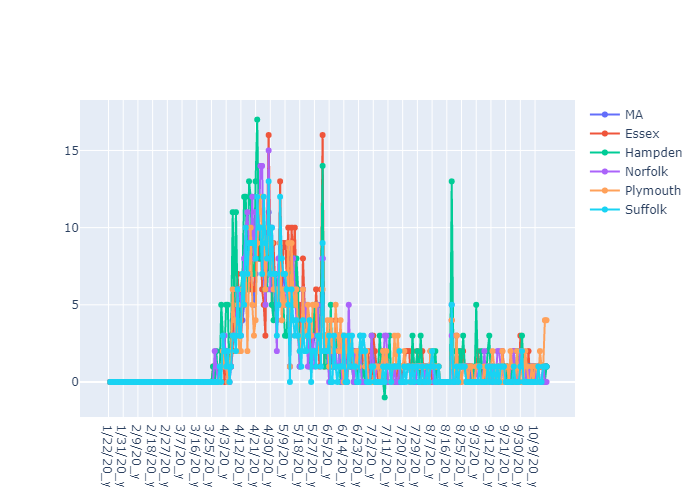 MA
Essex
Hampden
Norfolk
Plymouth
Suffolk
15
10
5
0
1/22/20_y
1/31/20_y
2/9/20_y
2/18/20_y
2/27/20_y
3/7/20_y
3/16/20_y
3/25/20_y
4/3/20_y
4/12/20_y
4/21/20_y
4/30/20_y
5/9/20_y
5/18/20_y
5/27/20_y
6/5/20_y
6/14/20_y
6/23/20_y
7/2/20_y
7/11/20_y
7/20/20_y
7/29/20_y
8/7/20_y
8/16/20_y
8/25/20_y
9/3/20_y
9/12/20_y
9/21/20_y
9/30/20_y
10/9/20_y